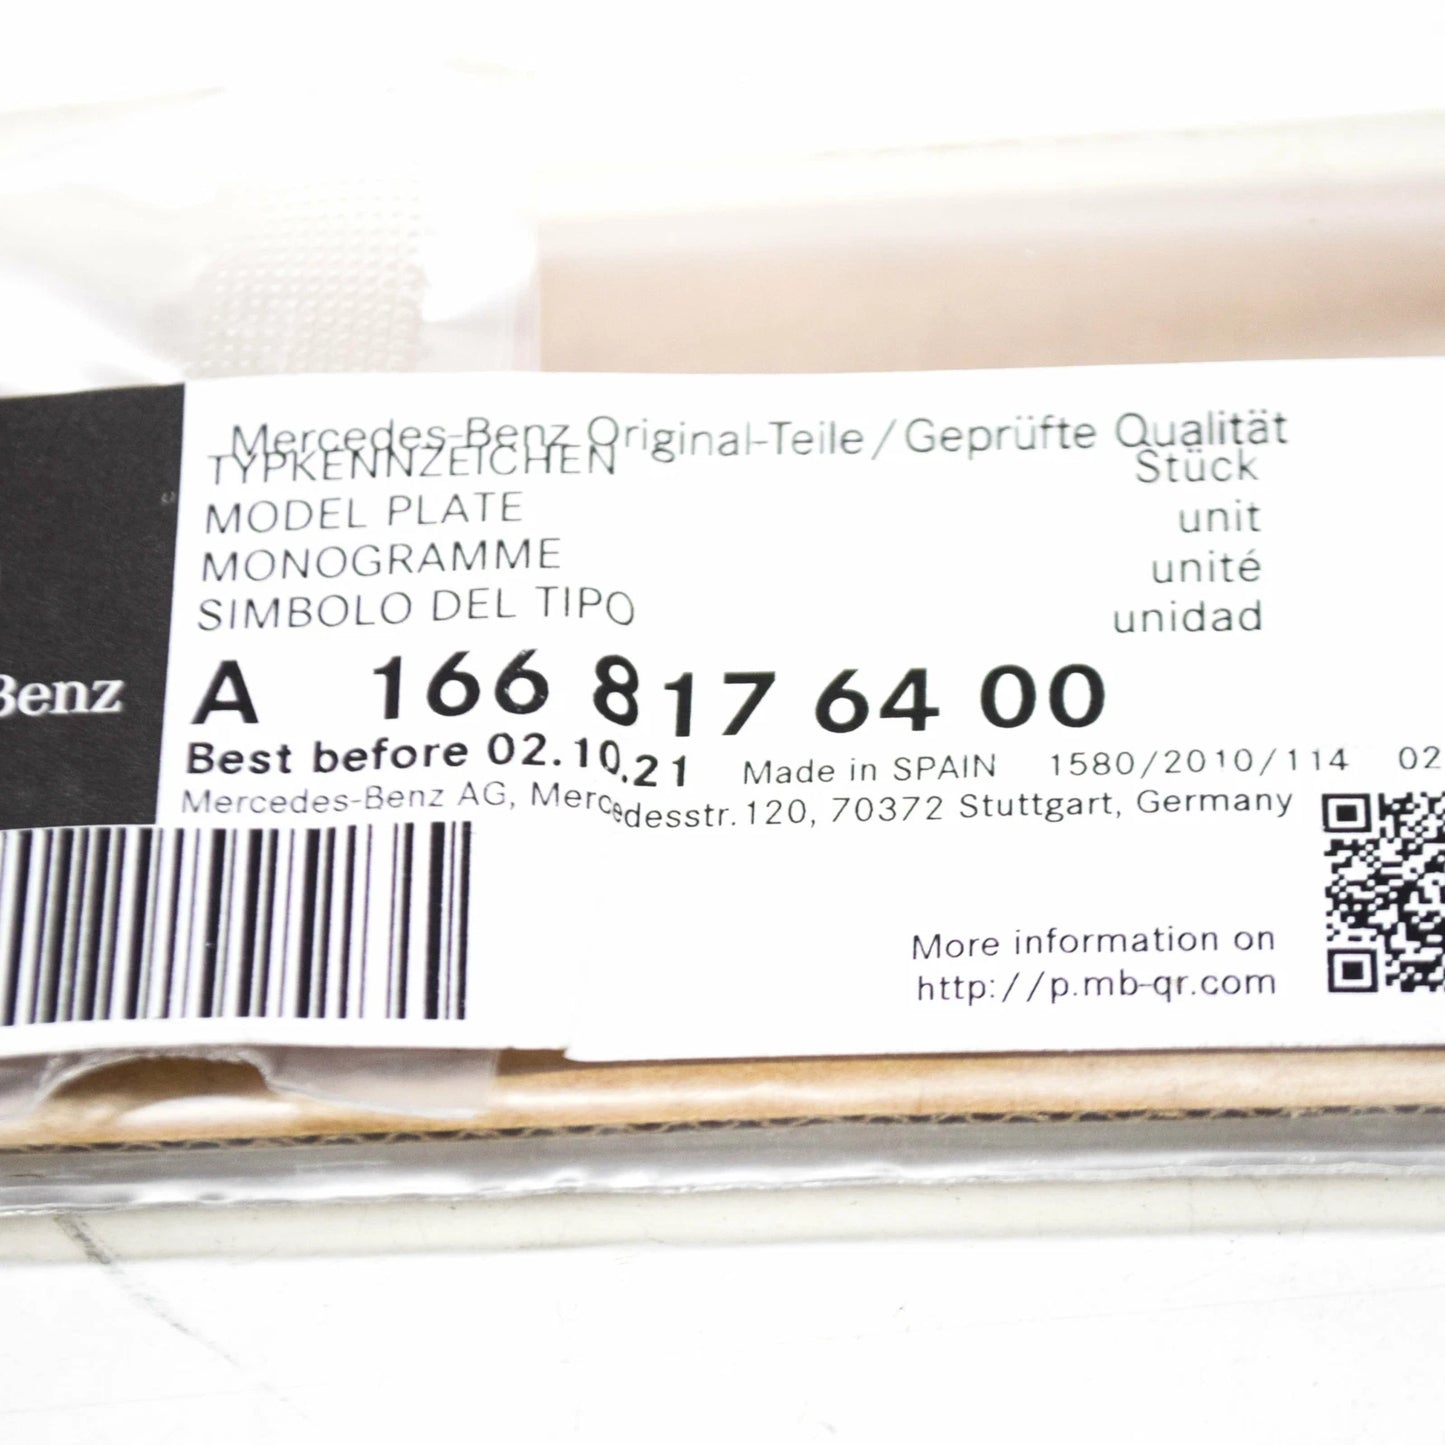 Mercedes-Benz Original-Teile/Geprüfte Qualität
TYPKENNZEICHEN Stück
MODEL PLATE unit
MONOGRAMME unité
SIMBOLO DEL TIPO unidad
Benz
A 166 817 64 00
Best before 02.10.21 Made in SPAIN 1580/2010/114 02
Mercedes-Benz AG, Mercedesstr.120, 70372 Stuttgart, Germany
More information on
http://p.mb-qr.com